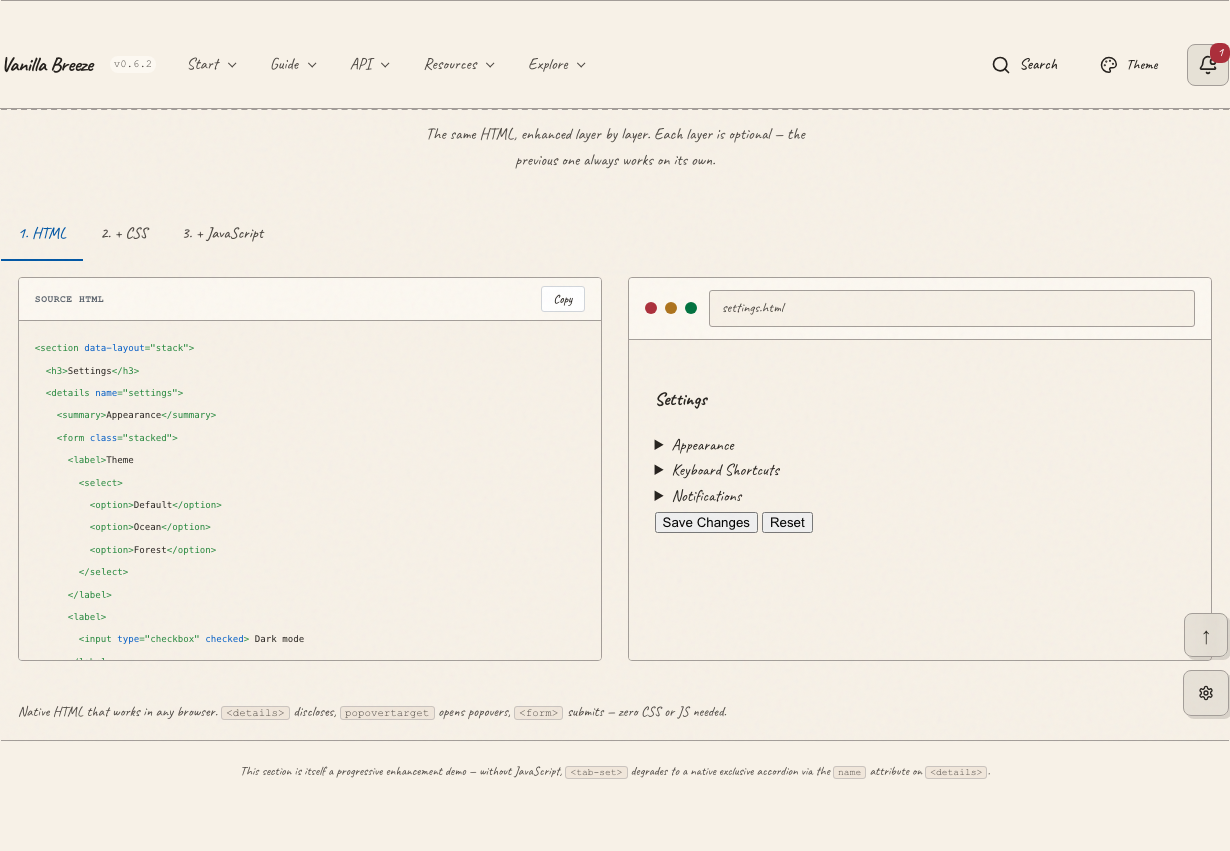 Vanilla Breeze v0.6.2 Start Guide API Resources Explore Search Theme 1
The same HTML, enhanced layer by layer. Each layer is optional — the
previous one always works on its own.
1. HTML 2. + CSS 3. + JavaScript
SOURCE HTML Copy
<section data-layout="stack">
<h3>Settings</h3>
<details name="settings">
<summary>Appearance</summary>
<form class="stacked">
<label>Theme
<select>
<option>Default</option>
<option>Ocean</option>
<option>Forest</option>
</select>
</label>
<label>
<input type="checkbox" checked> Dark mode
settings.html
Settings
▶ Appearance
▶ Keyboard Shortcuts
▶ Notifications
Save Changes Reset
↑
Native HTML that works in any browser. <details> discloses, popovertarget opens popovers, <form> submits — zero CSS or JS needed.
This section is itself a progressive enhancement demo — without JavaScript, <tab-set> degrades to a native exclusive accordion via the name attribute on <details>.